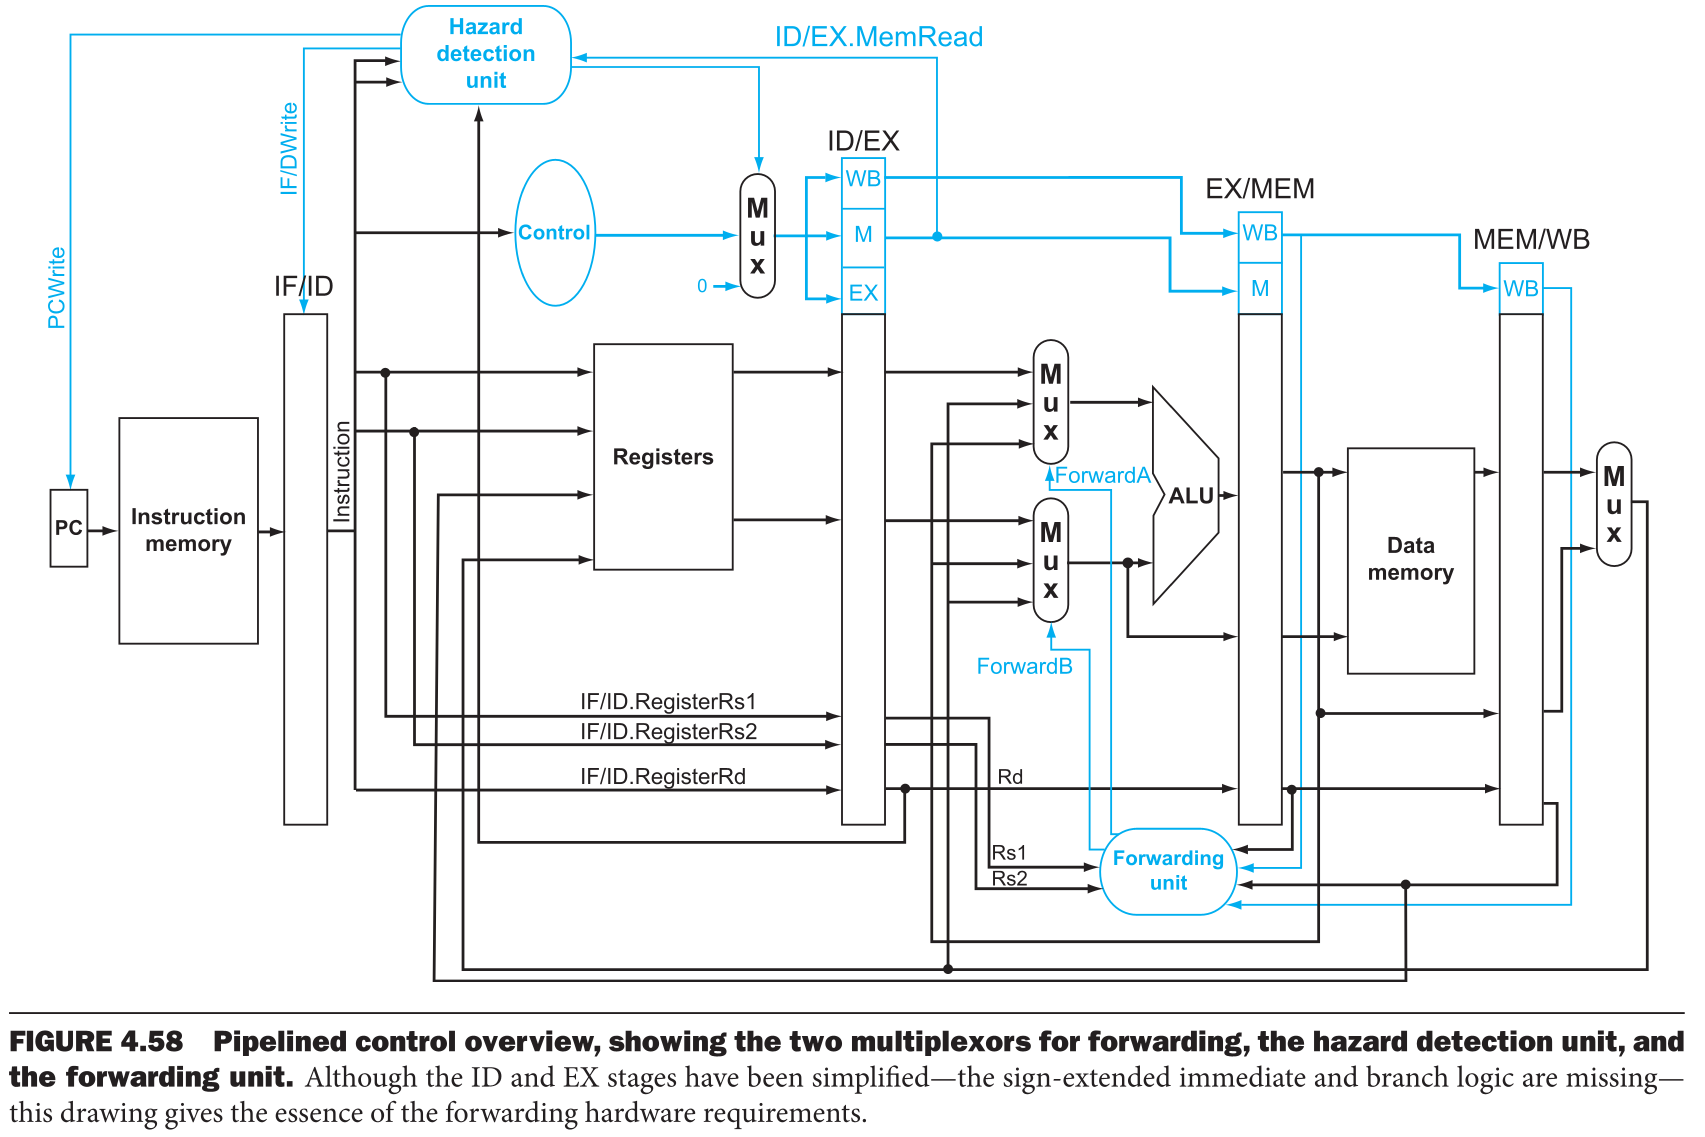 Hazard
detection
unit
ID/EX.MemRead
IF/DWrite
PCWrite
ID/EX
WB
M
EX
Control
Mux
0
EX/MEM
WB
M
MEM/WB
WB
IF/ID
Instruction
PC
Instruction
memory
Registers
Mux
ForwardA
Mux
ForwardB
ALU
Data
memory
Mux
IF/ID.RegisterRs1
IF/ID.RegisterRs2
IF/ID.RegisterRd
Rd
Rs1
Rs2
Forwarding
unit
FIGURE 4.58 Pipelined control overview, showing the two multiplexors for forwarding, the hazard detection unit, and
the forwarding unit. Although the ID and EX stages have been simplified—the sign-extended immediate and branch logic are missing—
this drawing gives the essence of the forwarding hardware requirements.